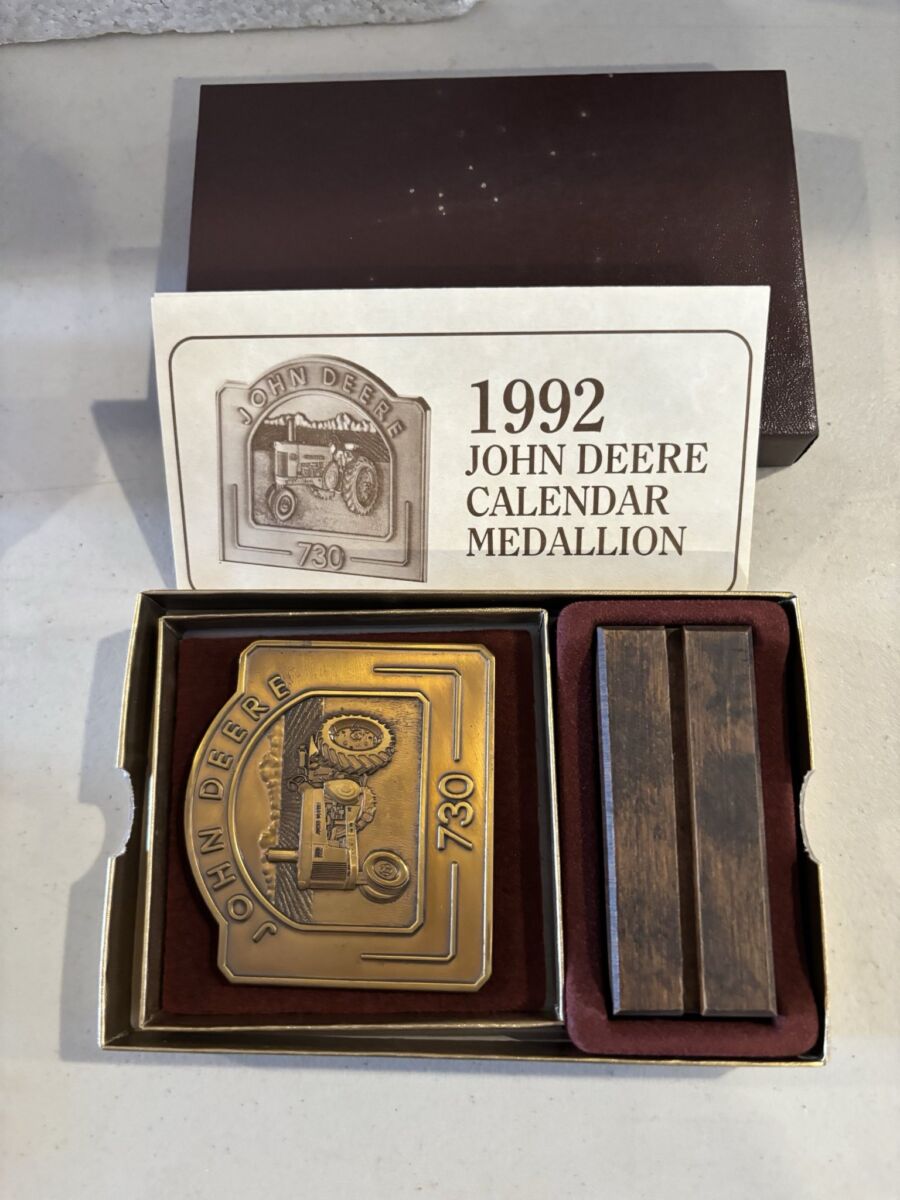 JOHN DEERE
730
1992
JOHN DEERE
CALENDAR
MEDALLION
JOHN DEERE
730